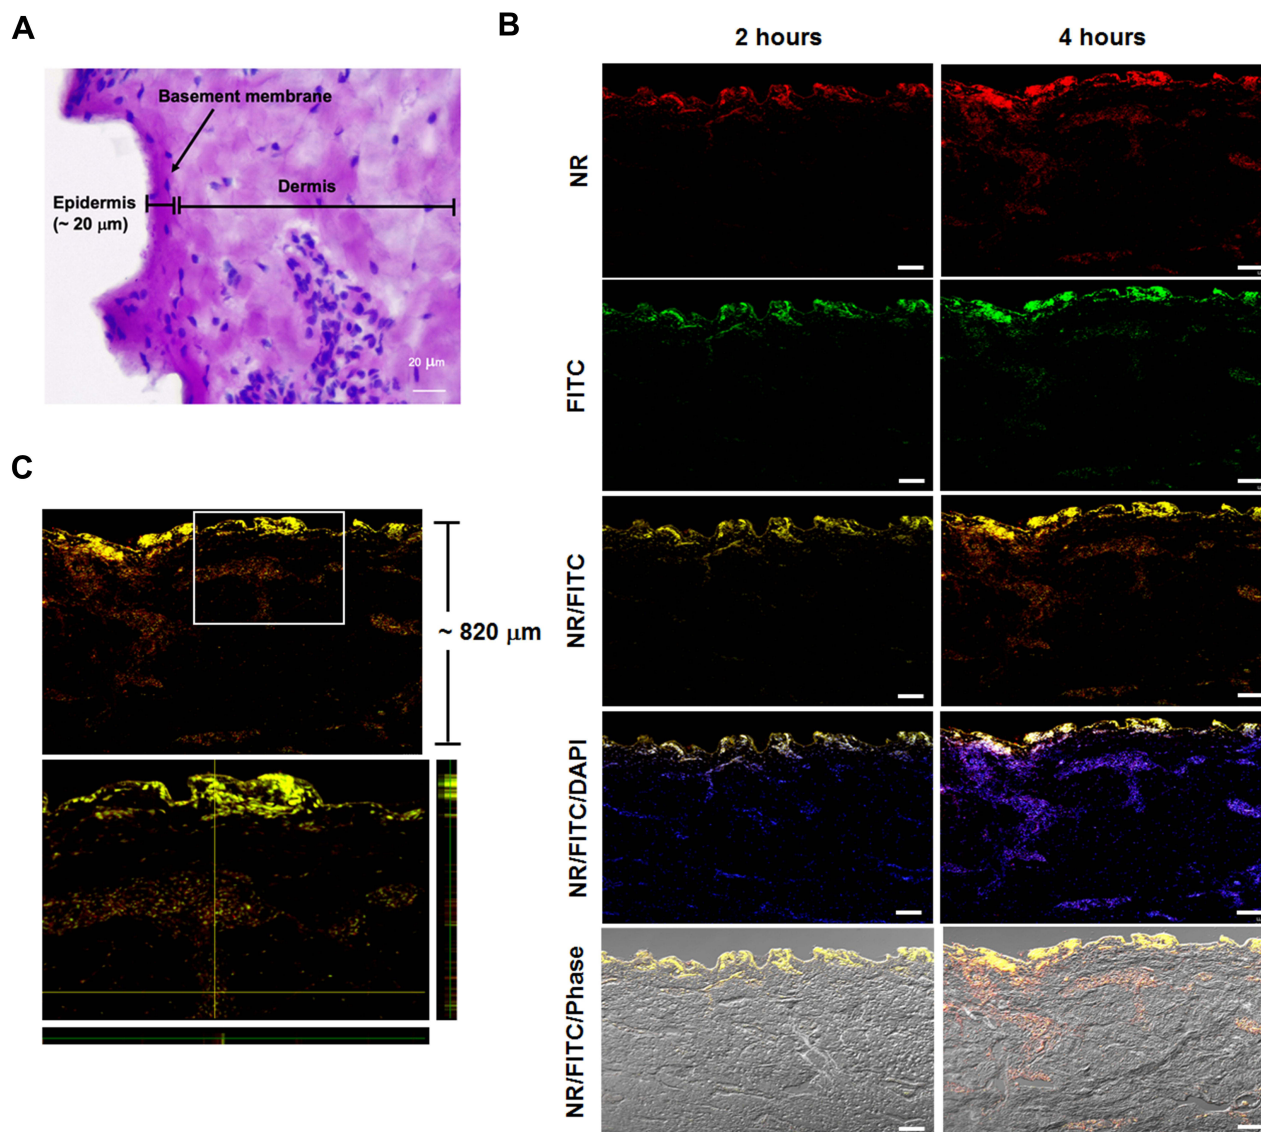 A
Basement membrane
Epidermis
(~ 20 μm)
Dermis
20 μm
B
2 hours
4 hours
NR
FITC
NR/FITC
NR/FITC/DAPI
NR/FITC/Phase
C
~ 820 μm